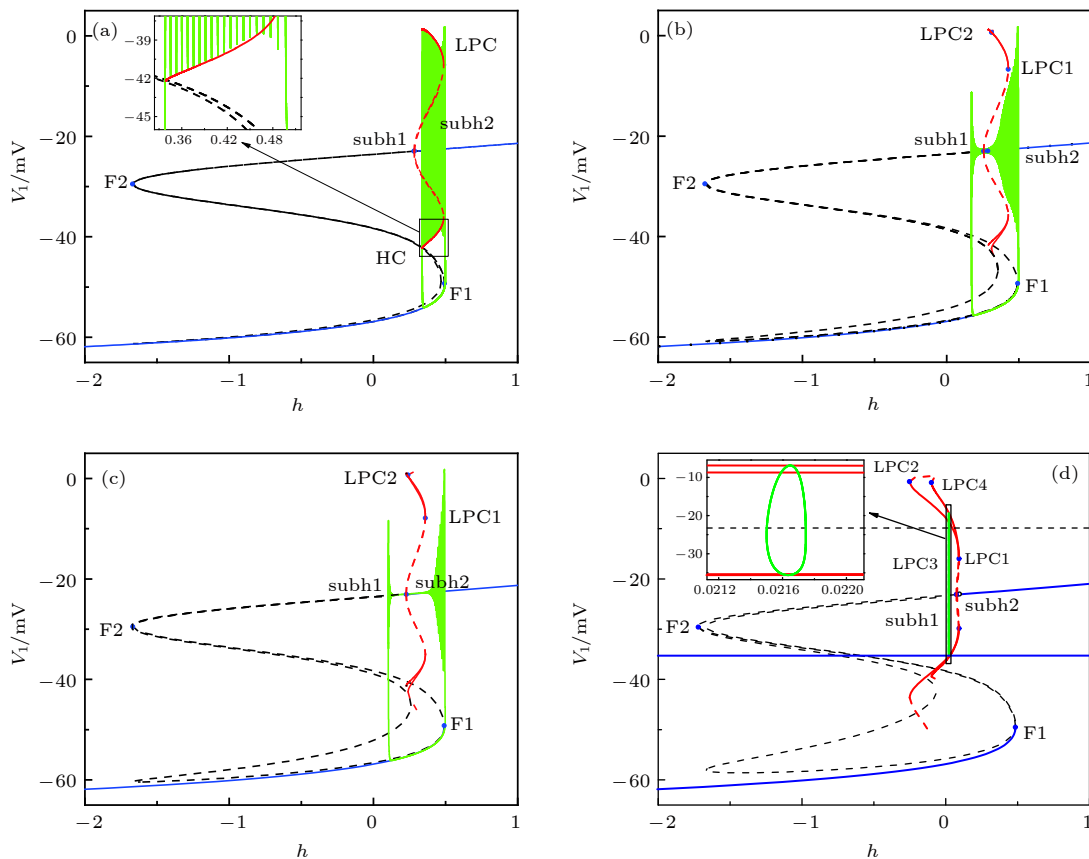 (a)
0
−20
−40
−60
V1/mV
−39
−42
−45
0.36 0.42 0.48
LPC
subh1
subh2
F2
HC
F1
−2 −1 0 1
h
(b)
0
−20
−40
−60
V1/mV
LPC2
LPC1
subh1
subh2
F2
F1
−2 −1 0 1
h
(c)
0
−20
−40
−60
V1/mV
LPC2
LPC1
subh1
subh2
F2
F1
−2 −1 0 1
h
(d)
0
−20
−40
−60
V1/mV
−10
−20
−30
0.0212 0.0216 0.0220
LPC2
LPC4
LPC3
LPC1
subh1
subh2
F2
F1
−2 −1 0 1
h